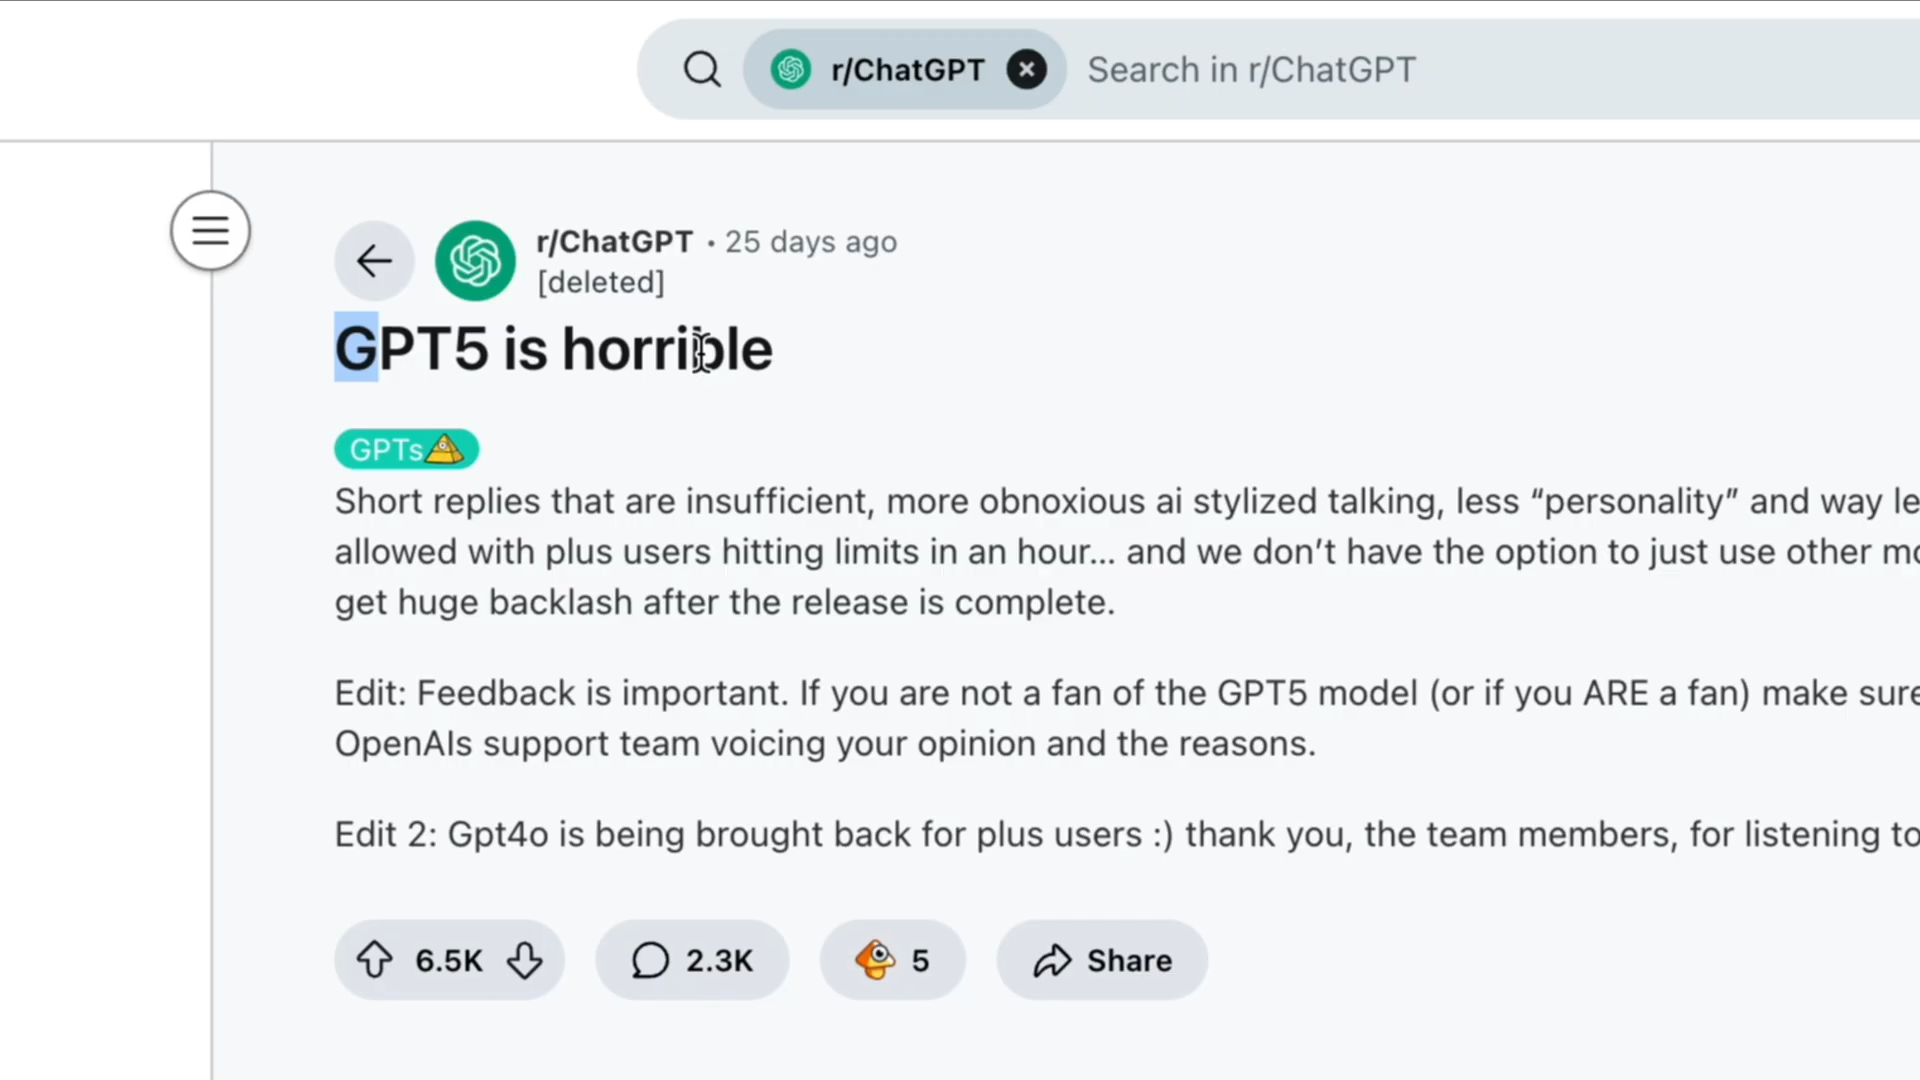 r/ChatGPT Search in r/ChatGPT
r/ChatGPT • 25 days ago
[deleted]
GPT5 is horrible
GPTs
Short replies that are insufficient, more obnoxious ai stylized talking, less “personality” and way
allowed with plus users hitting limits in an hour... and we don’t have the option to just use other
get huge backlash after the release is complete.
Edit: Feedback is important. If you are not a fan of the GPT5 model (or if you ARE a fan) make sure
OpenAIs support team voicing your opinion and the reasons.
Edit 2: Gpt4o is being brought back for plus users :) thank you, the team members, for listening to
6.5K 2.3K 5 Share